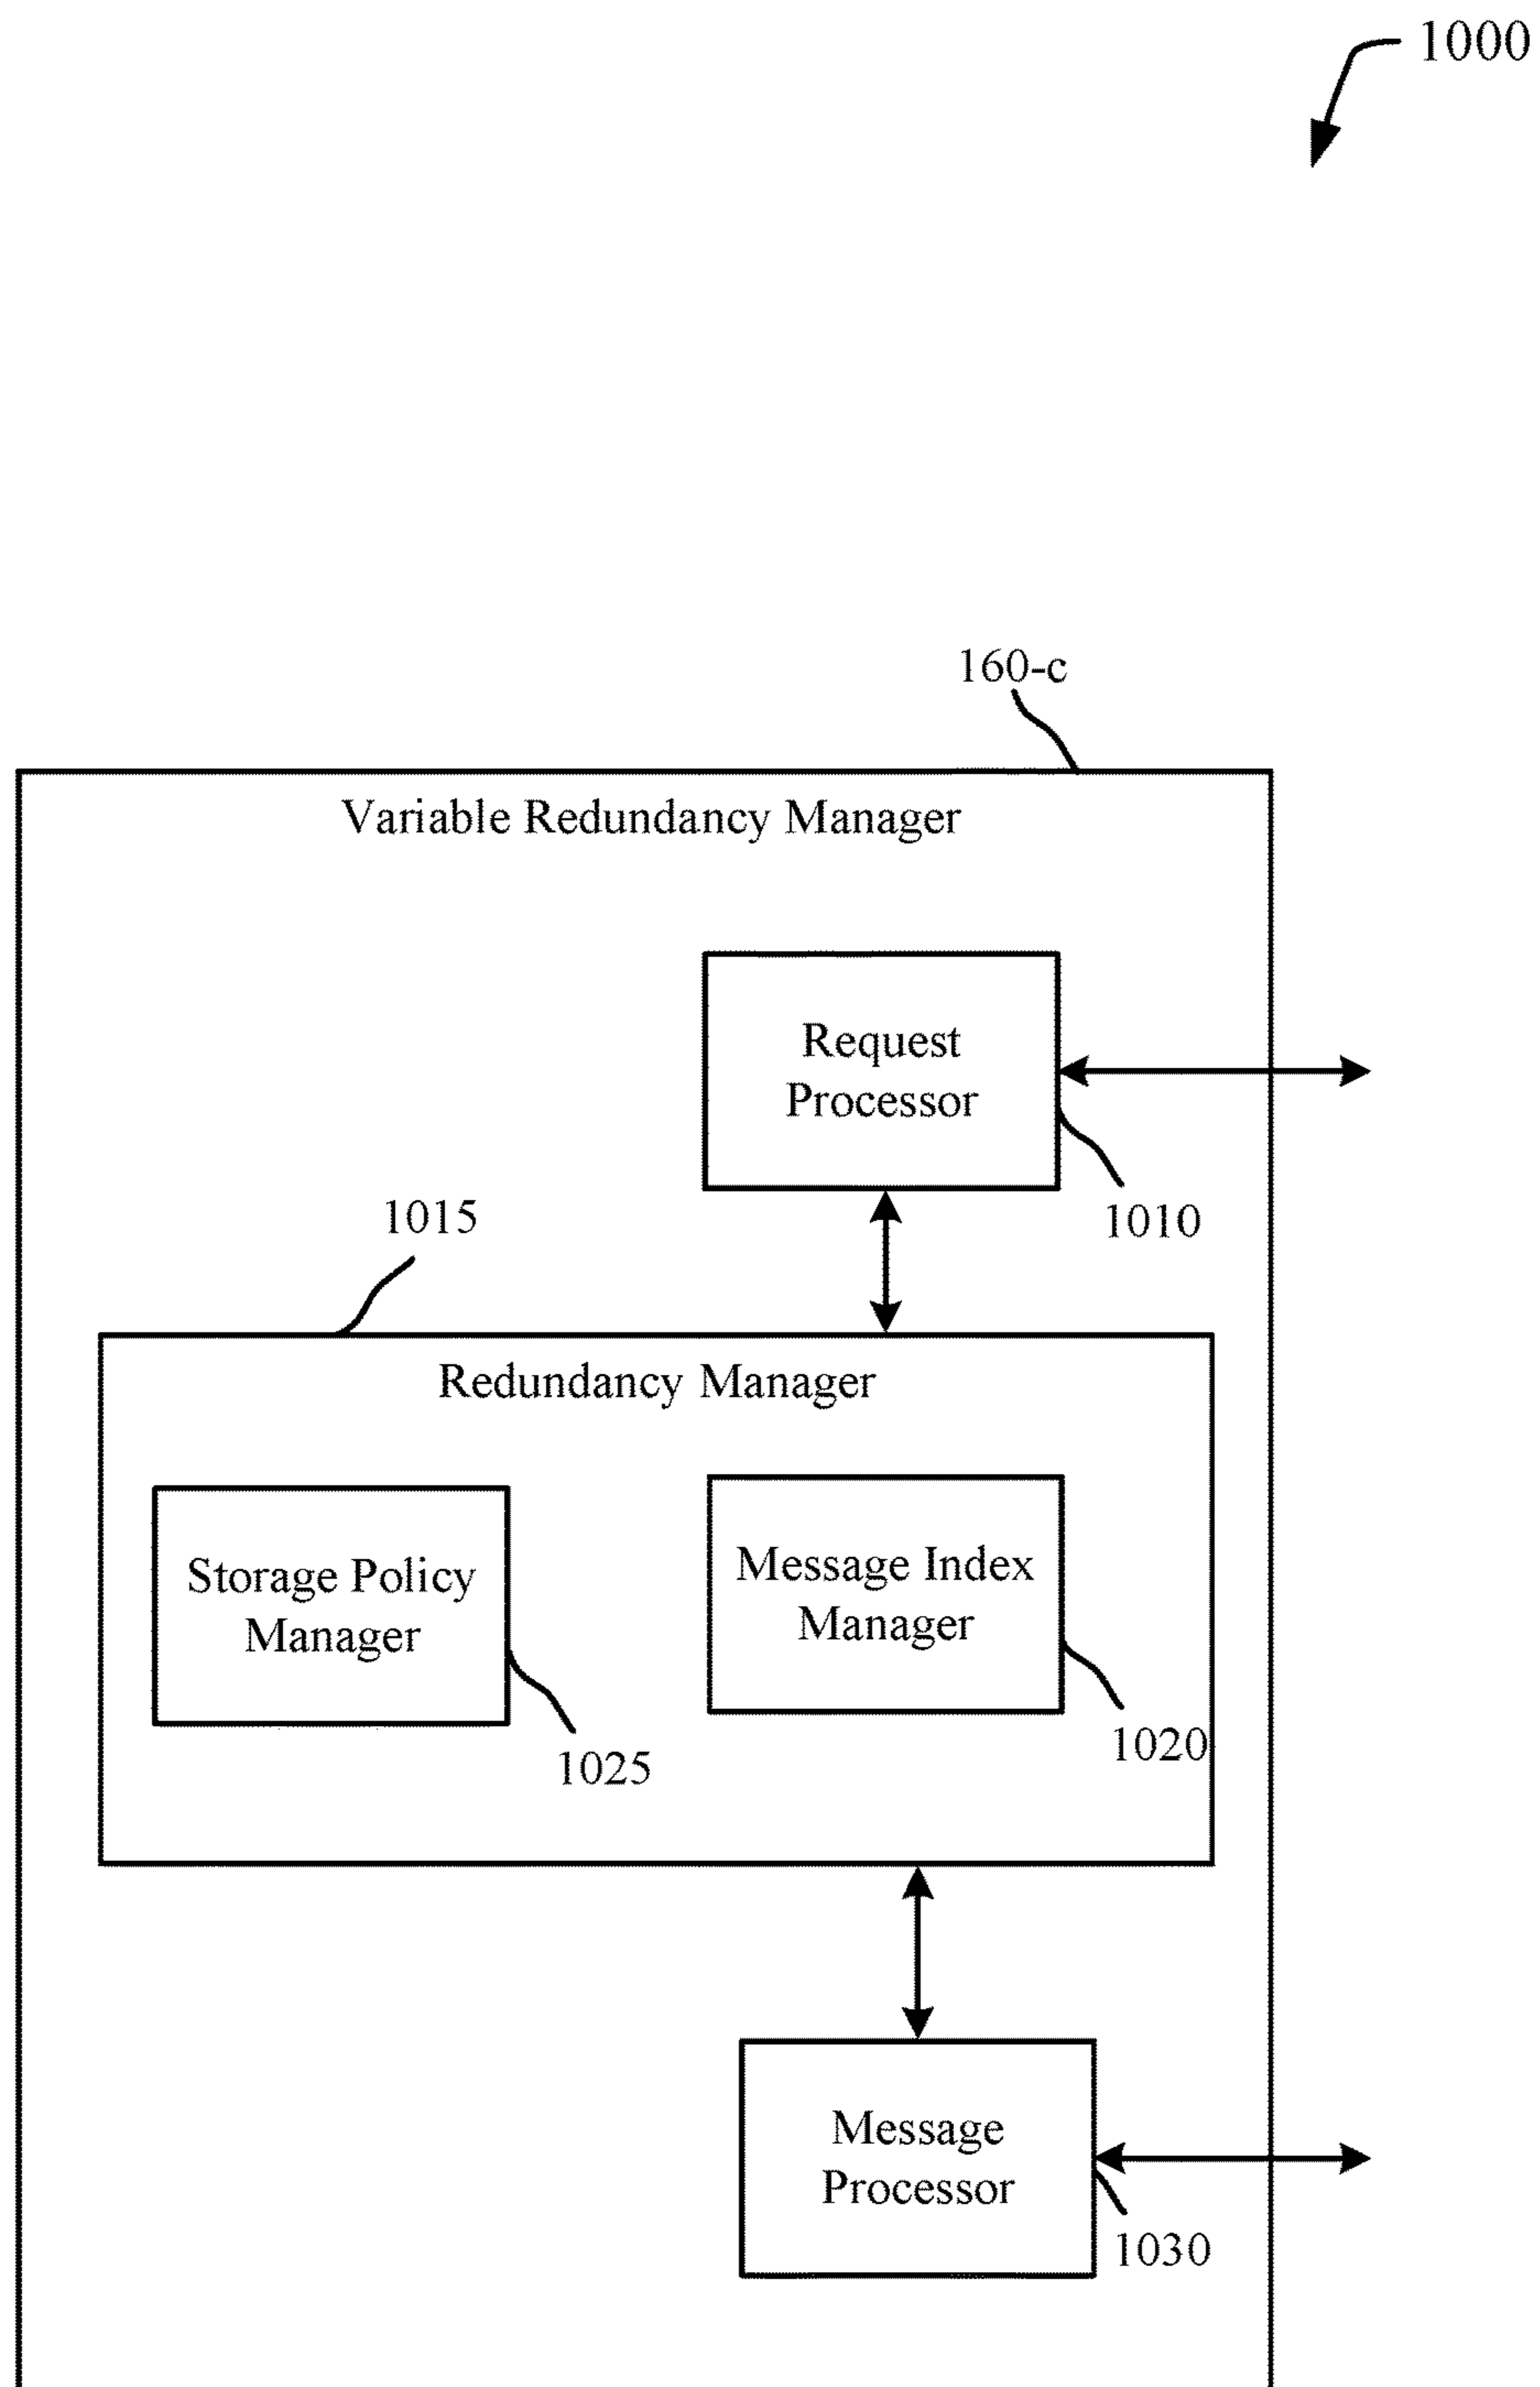 1000
160-c
Variable Redundancy Manager
Request
Processor
1010
1015
Redundancy Manager
Storage Policy
Manager
1025
Message Index
Manager
1020
Message
Processor
1030